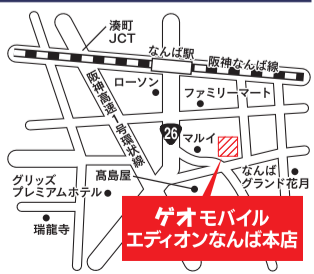 湊町
JCT
なんば駅
阪神なんば線
ローソン
ファミリーマート
阪神高速1号環状線
26
マルイ
髙島屋
なんば
グランド花月
グリッズ
プレミアムホテル
瑞龍寺
ゲオモバイル
エディオンなんば本店